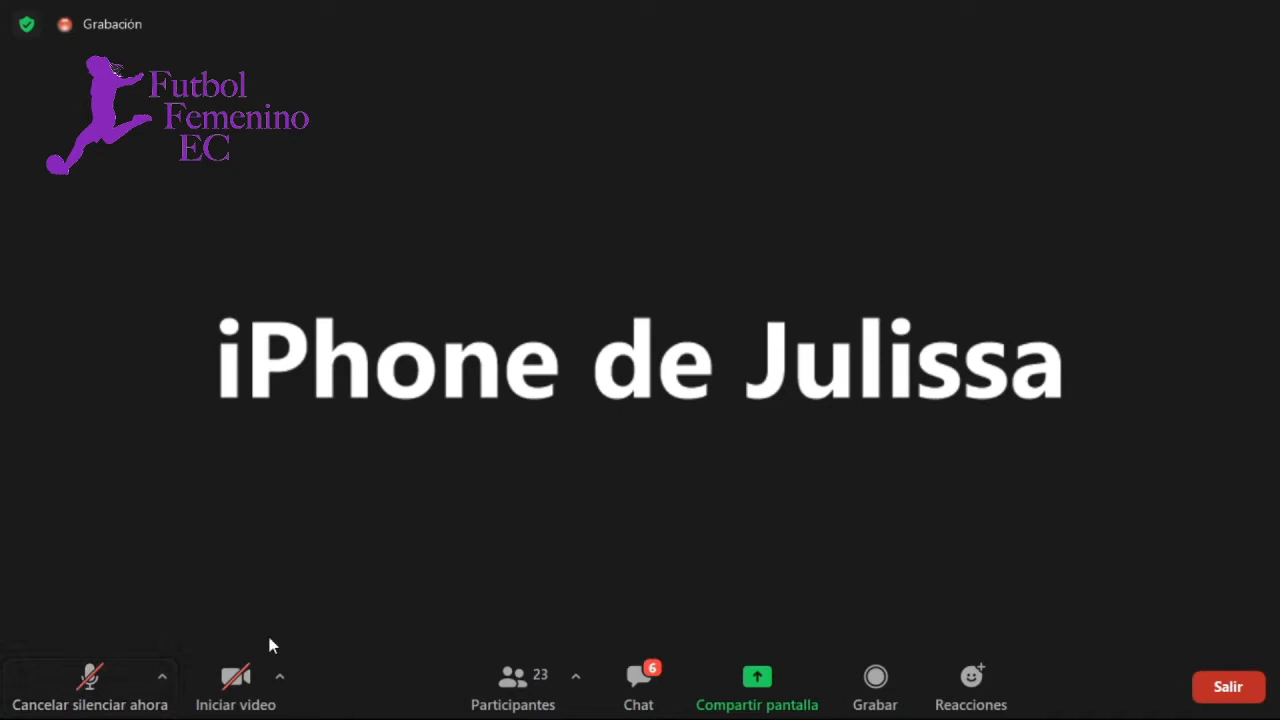 Grabación
Futbol
Femenino
EC
iPhone de Julissa
23
6
Cancelar silenciar ahora
Iniciar video
Participantes
Chat
Compartir pantalla
Grabar
Reacciones
Salir